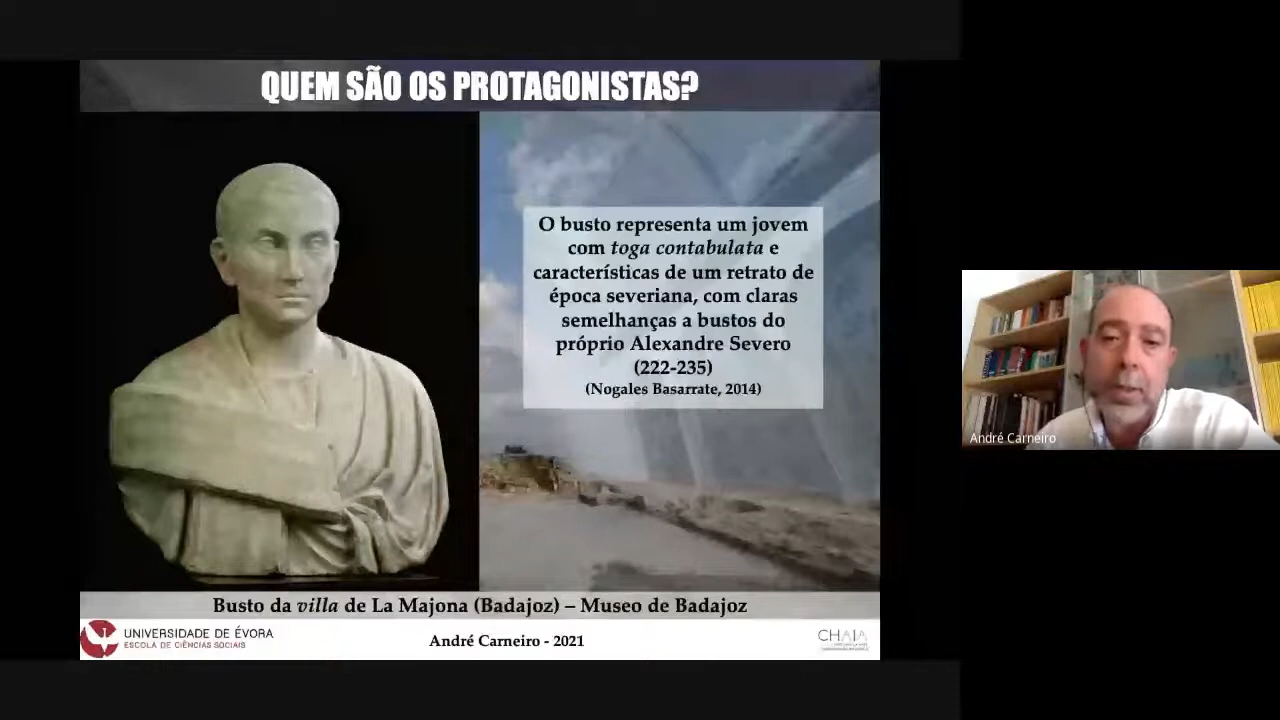 QUEM SÃO OS PROTAGONISTAS?
O busto representa um jovem
com toga contabulata e
características de um retrato de
época severiana, com claras
semelhanças a bustos do
próprio Alexandre Severo
(222-235)
(Nogales Basarrate, 2014)
Busto da villa de La Majona (Badajoz) – Museo de Badajoz
UNIVERSIDADE DE ÉVORA
ESCOLA DE CIÊNCIAS SOCIAIS
André Carneiro - 2021
CHAIA
André Carneiro